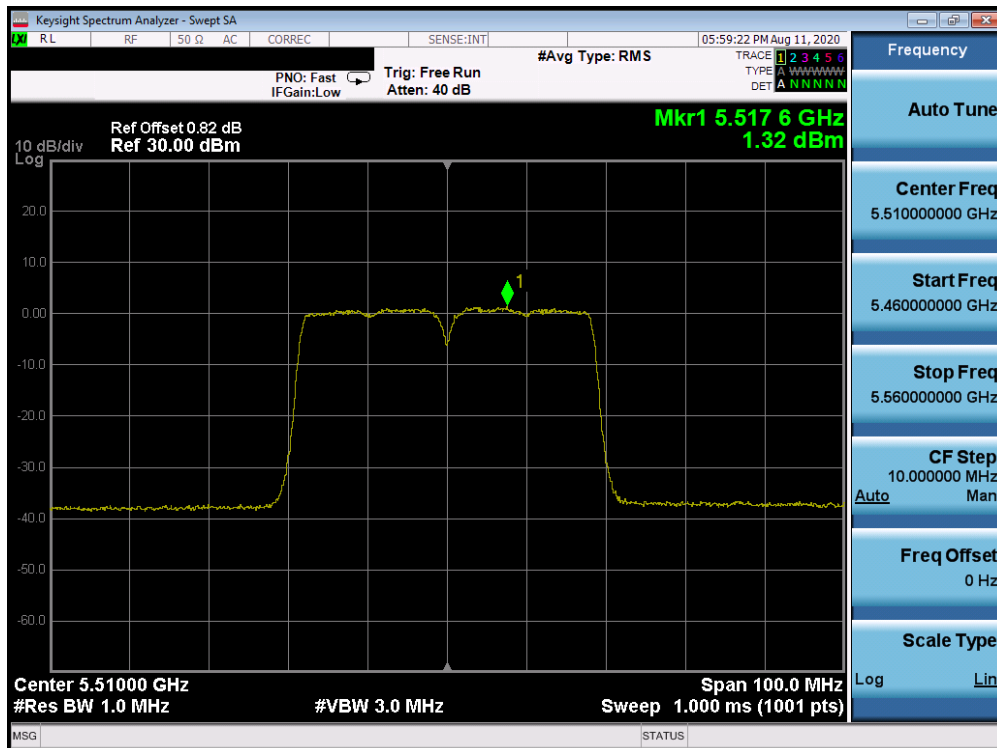 Keysight Spectrum Analyzer - Swept SA
LXI RL RF 50 Ω AC CORREC SENSE:INT 05:59:22 PM Aug 11, 2020
#Avg Type: RMS
TRACE 1 2 3 4 5 6
PNO: Fast Trig: Free Run
TYPE A WWWWW
IFGain:Low Atten: 40 dB
DET A N N N N N
Ref Offset 0.82 dB
Mkr1 5.517 6 GHz
10 dB/div Ref 30.00 dBm
1.32 dBm
Log
20.0
10.0
1
0.00
-10.0
-20.0
-30.0
-40.0
-50.0
-60.0
Center 5.51000 GHz
Span 100.0 MHz
#Res BW 1.0 MHz
#VBW 3.0 MHz
Sweep 1.000 ms (1001 pts)
MSG
STATUS
Frequency
Auto Tune
Center Freq
5.510000000 GHz
Start Freq
5.460000000 GHz
Stop Freq
5.560000000 GHz
CF Step
10.000000 MHz
Auto Man
Freq Offset
0 Hz
Scale Type
Log Lin